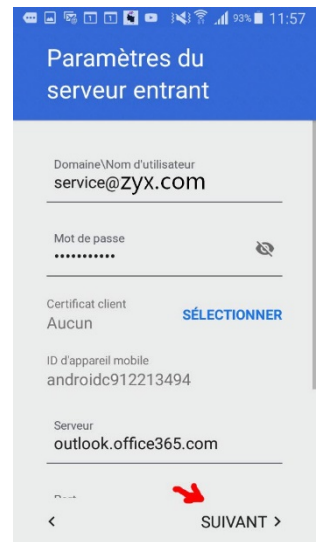 93% 11:57
Paramètres du
serveur entrant
Domaine\Nom d'utilisateur
service@zyx.com
Mot de passe
•••••••••••
Certificat client
Aucun
SÉLECTIONNER
ID d'appareil mobile
androidc912213494
Serveur
outlook.office365.com
< SUIVANT >